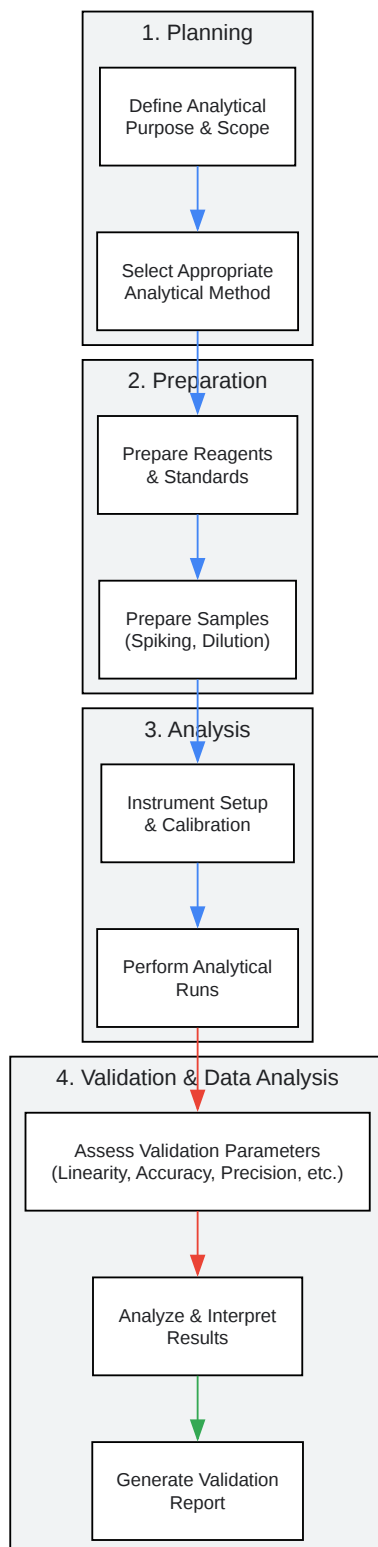 1. Planning
Define Analytical
Purpose & Scope
Select Appropriate
Analytical Method
2. Preparation
Prepare Reagents
& Standards
Prepare Samples
(Spiking, Dilution)
3. Analysis
Instrument Setup
& Calibration
Perform Analytical
Runs
4. Validation & Data Analysis
Assess Validation Parameters
(Linearity, Accuracy, Precision, etc.)
Analyze & Interpret
Results
Generate Validation
Report